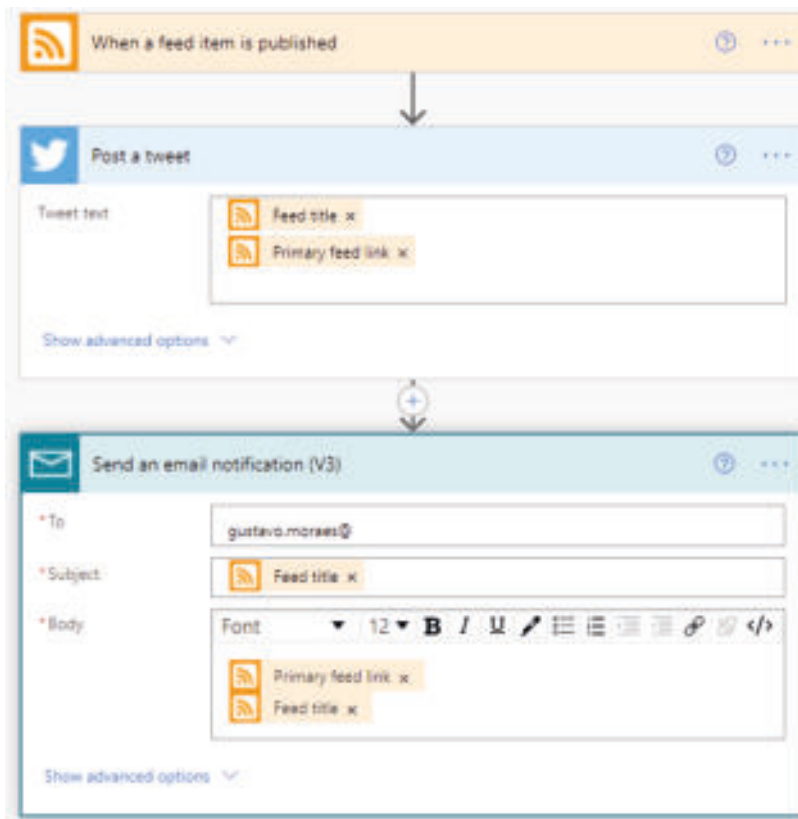 When a feed item is published
Post a tweet
Tweet text
Feed title ×
Primary feed link ×
Show advanced options
Send an email notification (V3)
*To
gustavo.moraes@
*Subject
Feed title ×
*Body
Font 12 B I U </>
Primary feed link ×
Feed title ×
Show advanced options